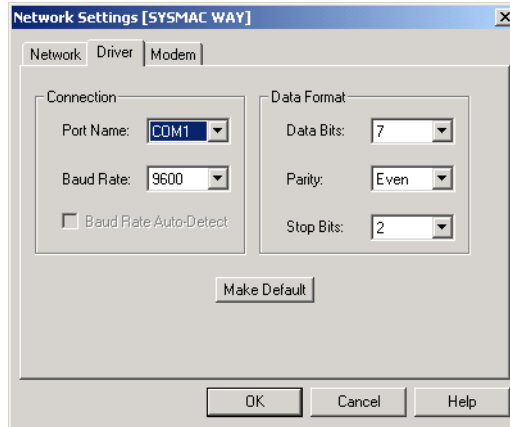 Network Settings [SYSMAC WAY]
Network Driver Modem
Connection
Port Name: COM1
Baud Rate: 9600
Baud Rate Auto-Detect
Data Format
Data Bits: 7
Parity: Even
Stop Bits: 2
Make Default
OK Cancel Help